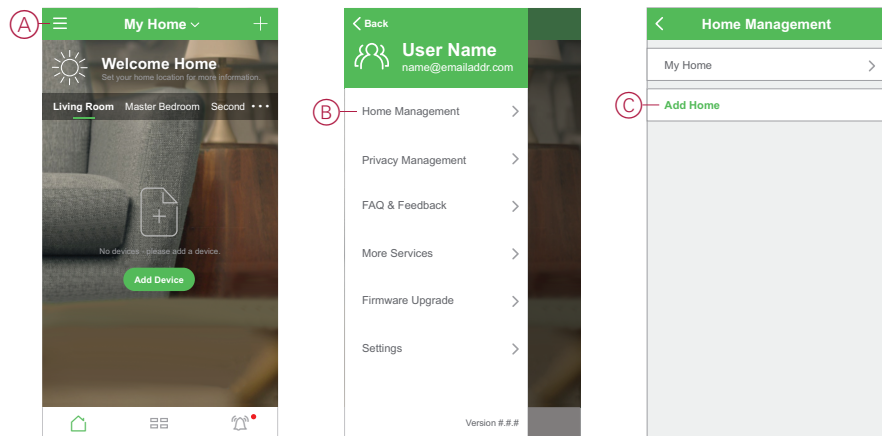 A
My Home
Welcome Home
Set your home location for more information.
Living Room Master Bedroom Second
No devices - please add a device.
Add Device
Back
User Name
name@emailaddr.com
B
Home Management
Privacy Management
FAQ & Feedback
More Services
Firmware Upgrade
Settings
Version #.#.#
Home Management
My Home
C
Add Home